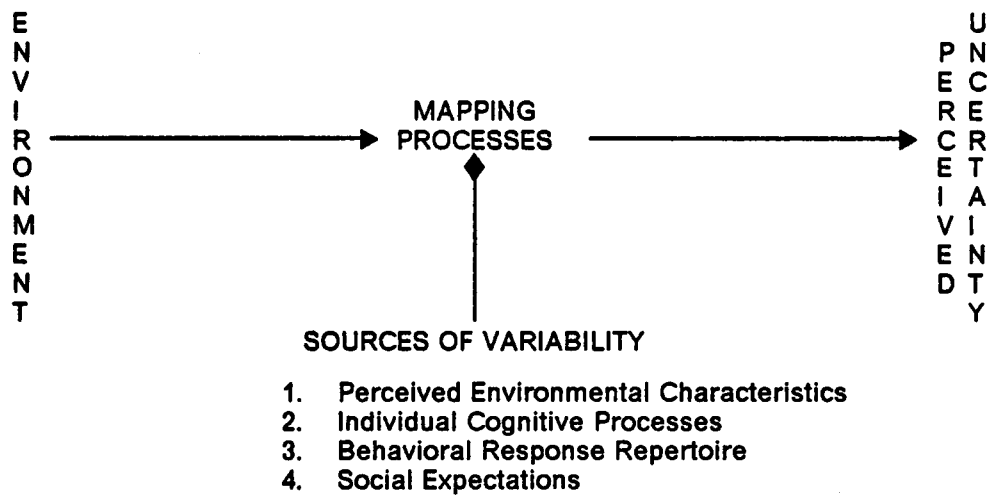 ENVIRONMENT
MAPPING
PROCESSES
PERCEIVED
UNCERTAINTY
SOURCES OF VARIABILITY
1. Perceived Environmental Characteristics
2. Individual Cognitive Processes
3. Behavioral Response Repertoire
4. Social Expectations